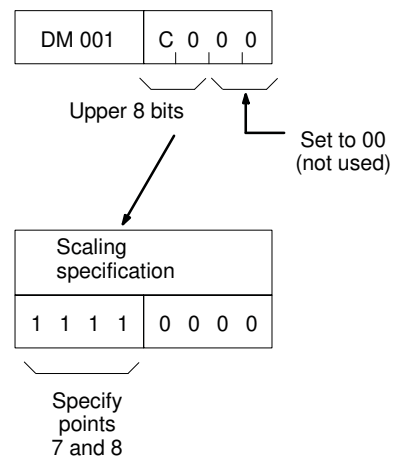 DM 001 C 0 0 0
Upper 8 bits
Set to 00
(not used)
Scaling
specification
1 1 1 1 0 0 0 0
Specify
points
7 and 8